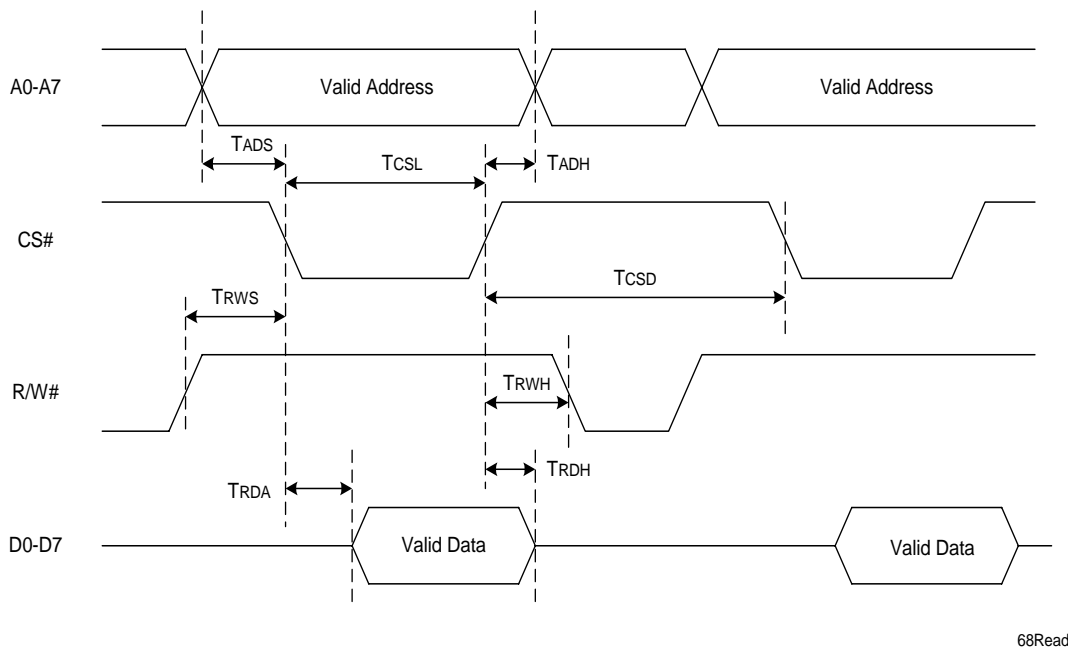 A0-A7
Valid Address
Valid Address
TADS
TCSL
TADH
CS#
TCSD
TRWS
R/W#
TRWH
TRDH
TRDA
D0-D7
Valid Data
Valid Data
68Read